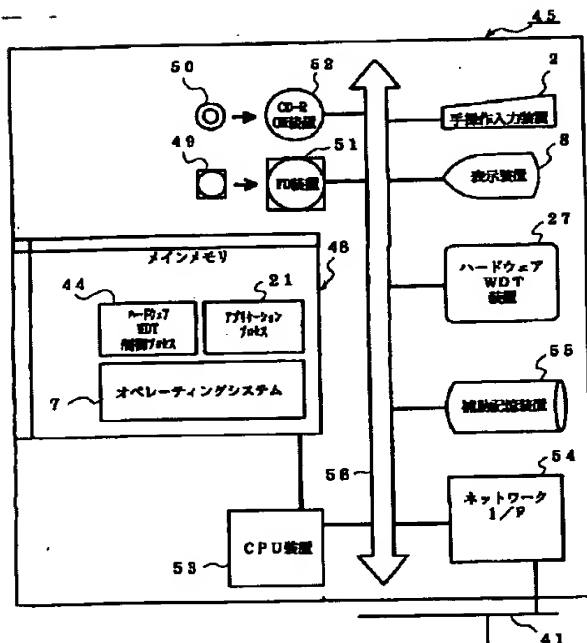 45
50
52
CD-R
OM装置
2
手操作入力装置
49
51
FD装置
8
表示装置
メインメモリ
48
27
ハードウェア
WDT
装置
44
ハードウェア
WDT
制御プロセス
21
アプリケーション
プロセス
7
オペレーティングシステム
55
補助記憶装置
56
54
ネットワーク
I/F
53
CPU装置
41